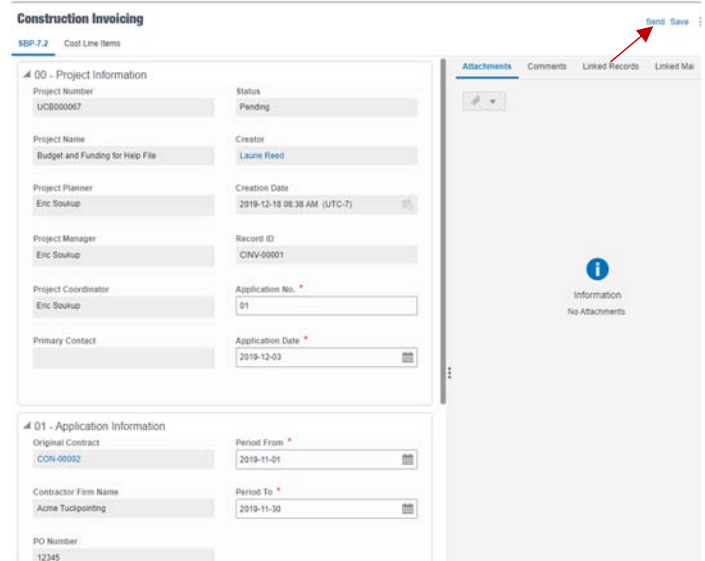 Construction Invoicing
Send Save
SBP-7.2 Cost Line Items
00 - Project Information
Project Number
UCB000067
Status
Pending
Project Name
Budget and Funding for Help File
Creator
Laurie Reed
Project Planner
Eric Soukup
Creation Date
2019-12-18 08:38 AM (UTC-7)
Project Manager
Eric Soukup
Record ID
CINV-00001
Project Coordinator
Eric Soukup
Application No. *
01
Primary Contact
Application Date *
2019-12-03
01 - Application Information
Original Contract
CON-00002
Period From *
2019-11-01
Contractor Firm Name
Acme Tuckpointing
Period To *
2019-11-30
PO Number
12345
Attachments Comments Linked Records Linked Mai
Information
No Attachments